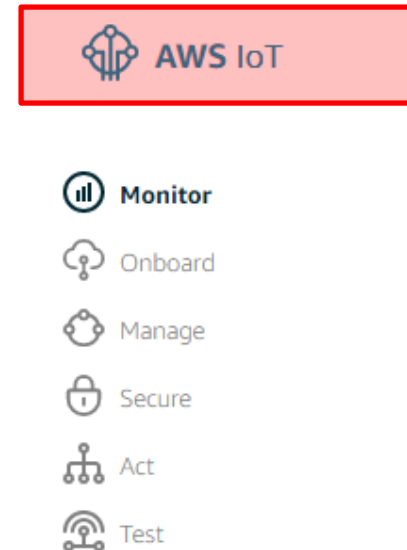 AWS IoT
Monitor
Onboard
Manage
Secure
Act
Test